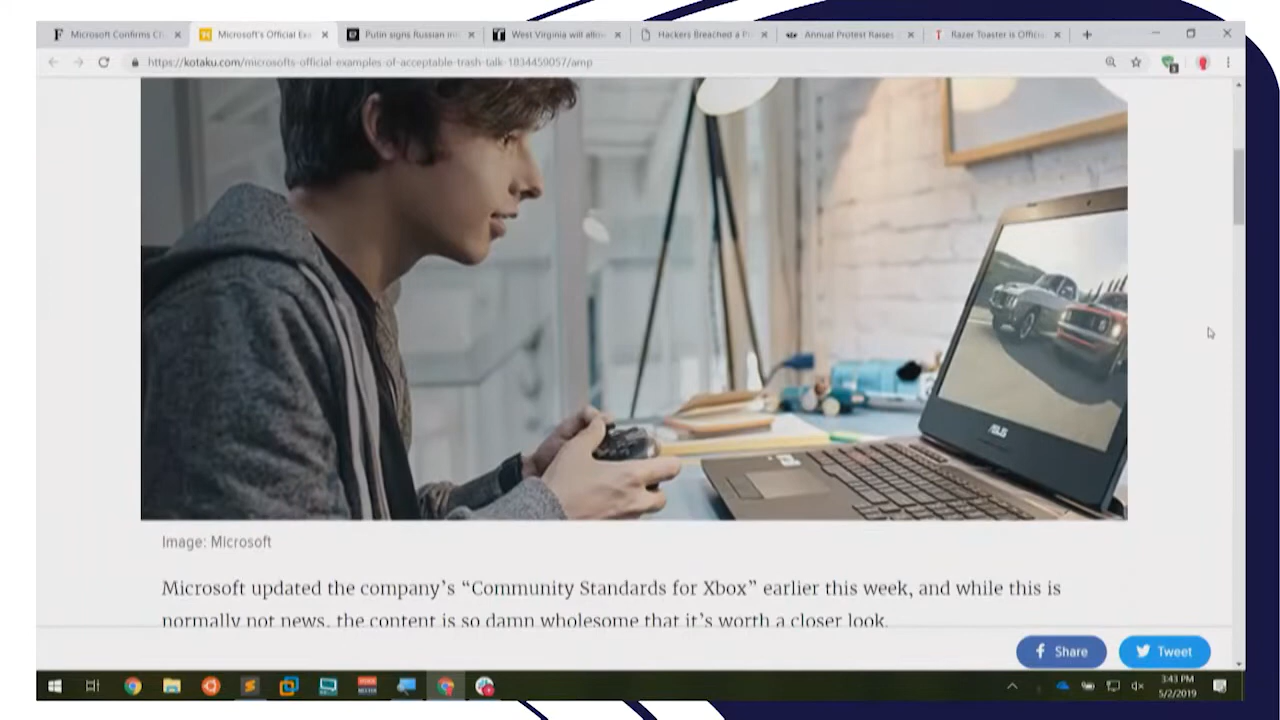 Microsoft Confirms Ch
Microsoft's Official Exa
Putin signs Russian Int
West Virginia will allow
Hackers Breached a P
Annual Protest Raises
Razer Toaster is Offici
https://kotaku.com/microsofts-official-examples-of-acceptable-trash-talk-1834459057/amp
ASUS
Image: Microsoft
Microsoft updated the company's “Community Standards for Xbox” earlier this week, and while this is
normally not news, the content is so damn wholesome that it's worth a closer look.
Share
Tweet
3:43 PM
5/2/2019